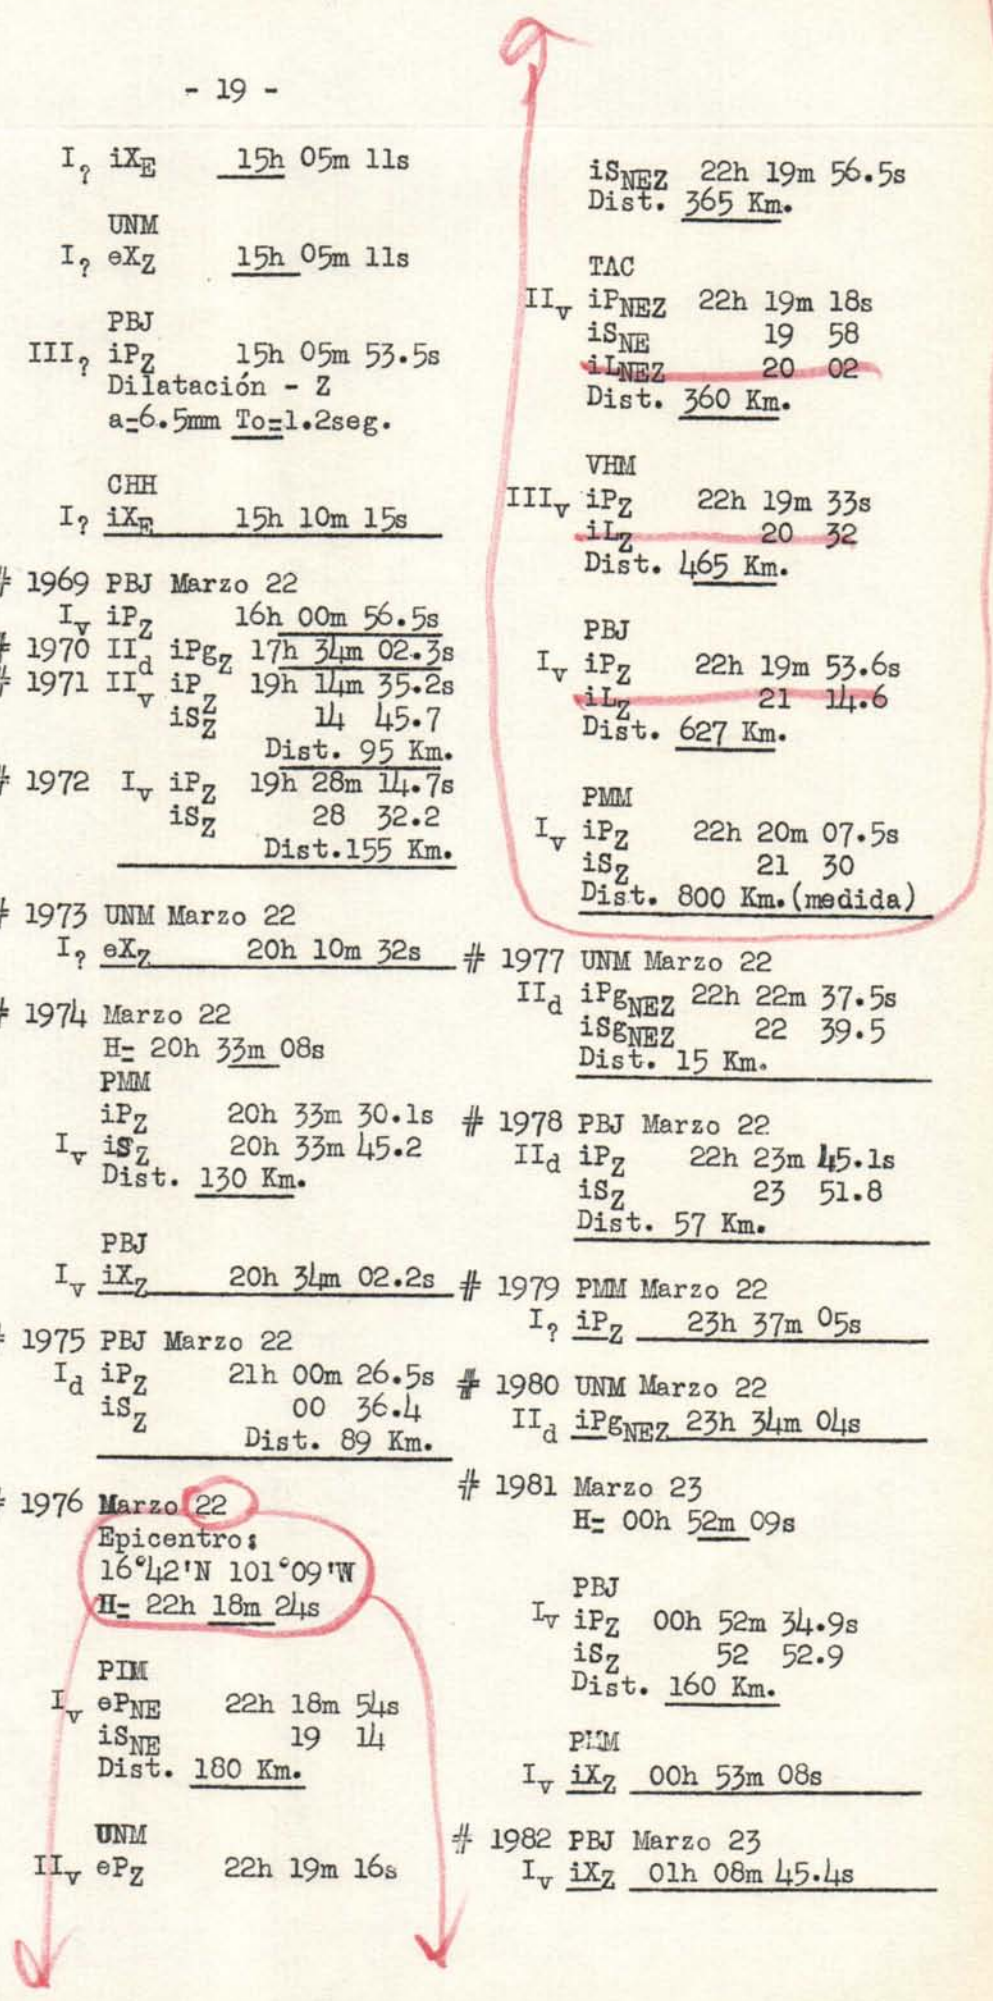 - 19 -
I? iXE 15h 05m 11s
UNM
I? eXZ 15h 05m 11s
PBJ
III? iPZ 15h 05m 53.5s
Dilatación - Z
a=6.5mm To=1.2seg.
CHH
I? iXE 15h 10m 15s
# 1969 PBJ Marzo 22
Iv iPZ 16h 00m 56.5s
# 1970 IId iPgZ 17h 34m 02.3s
# 1971 IIv iPZ 19h 14m 35.2s
iSZ 14 45.7
Dist. 95 Km.
# 1972 Iv iPZ 19h 28m 14.7s
iSZ 28 32.2
Dist.155 Km.
# 1973 UNM Marzo 22
I? eXZ 20h 10m 32s
# 1974 Marzo 22
H= 20h 33m 08s
PMM
iPZ 20h 33m 30.1s
Iv iSZ 20h 33m 45.2
Dist. 130 Km.
PBJ
Iv iXZ 20h 34m 02.2s
# 1975 PBJ Marzo 22
Id iPZ 21h 00m 26.5s
iSZ 00 36.4
Dist. 89 Km.
# 1976 Marzo 22
Epicentro:
16°42'N 101°09'W
H= 22h 18m 24s
PIM
Iv ePNE 22h 18m 54s
iSNE 19 14
Dist. 180 Km.
UNM
IIv ePZ 22h 19m 16s
iSNEZ 22h 19m 56.5s
Dist. 365 Km.
TAC
IIv iPNEZ 22h 19m 18s
iSNE 19 58
iLNEZ 20 02
Dist. 360 Km.
VHM
IIIv iPZ 22h 19m 33s
iLZ 20 32
Dist. 465 Km.
PBJ
Iv iPZ 22h 19m 53.6s
iLZ 21 14.6
Dist. 627 Km.
PMM
Iv iPZ 22h 20m 07.5s
iSZ 21 30
Dist. 800 Km.(medida)
# 1977 UNM Marzo 22
IId iPgNEZ 22h 22m 37.5s
iSgNEZ 22 39.5
Dist. 15 Km.
# 1978 PBJ Marzo 22
IId iPZ 22h 23m 45.1s
iSZ 23 51.8
Dist. 57 Km.
# 1979 PMM Marzo 22
I? iPZ 23h 37m 05s
# 1980 UNM Marzo 22
IId iPgNEZ 23h 34m 04s
# 1981 Marzo 23
H= 00h 52m 09s
PBJ
Iv iPZ 00h 52m 34.9s
iSZ 52 52.9
Dist. 160 Km.
PMM
Iv iXZ 00h 53m 08s
# 1982 PBJ Marzo 23
Iv iXZ 01h 08m 45.4s